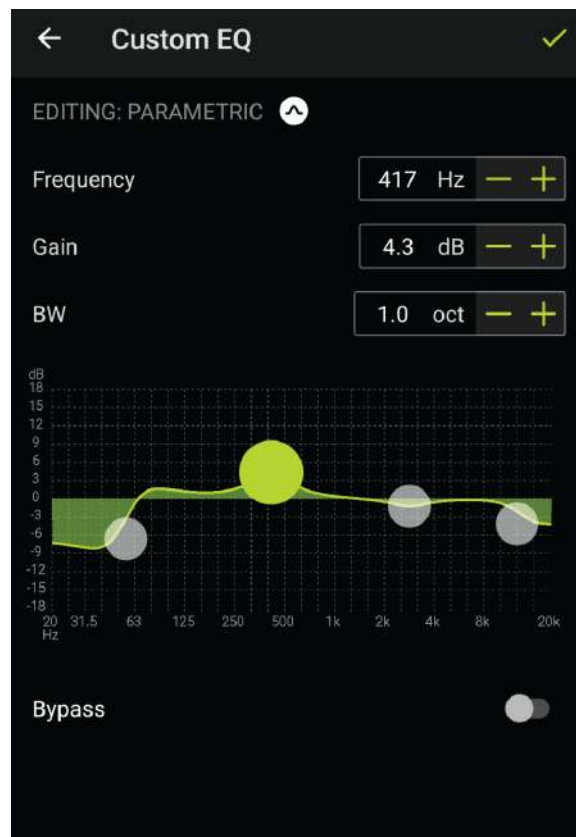 Custom EQ
EDITING: PARAMETRIC
Frequency 417 Hz
Gain 4.3 dB
BW 1.0 oct
dB
18
15
12
9
6
3
0
-3
-6
-9
-12
-15
-18
20 31.5 63 125 250 500 1k 2k 4k 8k 20k
Hz
Bypass